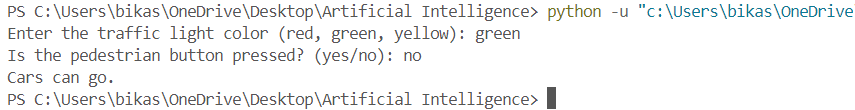 PS C:\Users\bikas\OneDrive\Desktop\Artificial Intelligence> python -u "c:\Users\bikas\OneDrive
Enter the traffic light color (red, green, yellow): green
Is the pedestrian button pressed? (yes/no): no
Cars can go.
PS C:\Users\bikas\OneDrive\Desktop\Artificial Intelligence>